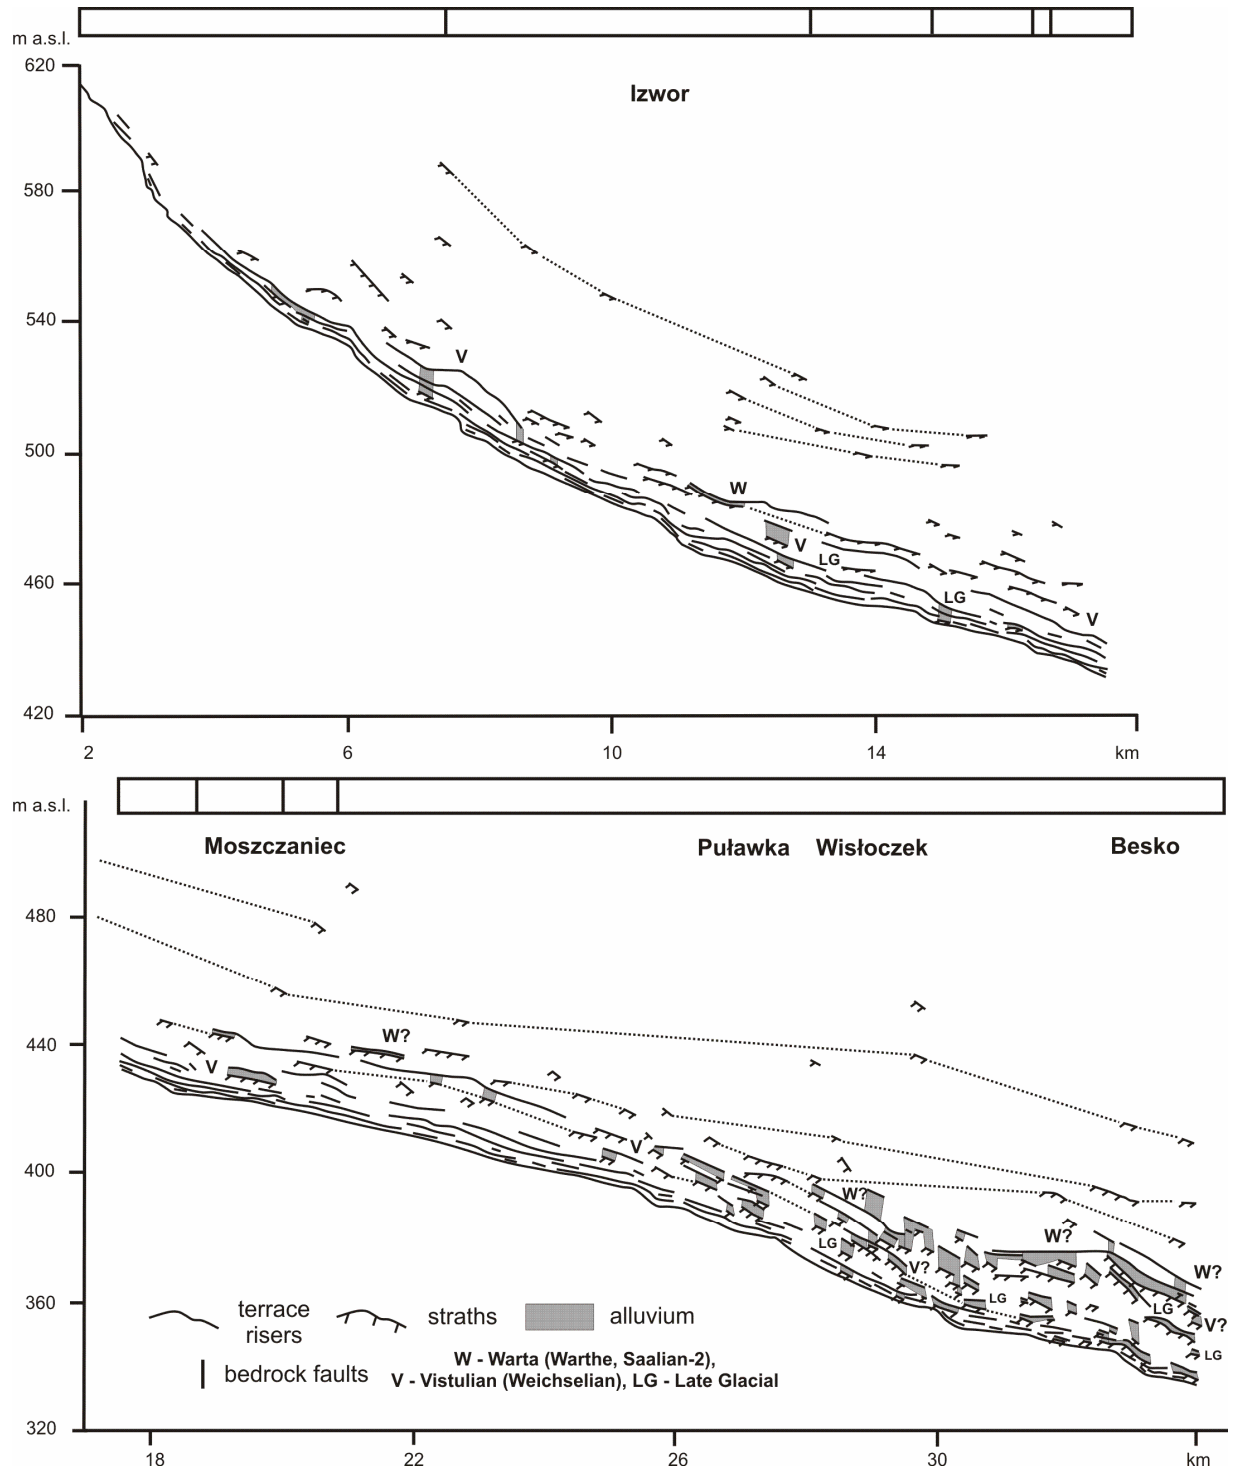 m a.s.l.
620
Izwor
580
540
V
500
W
V
LG
460
LG
V
420
2 6 10 14 km
m a.s.l.
Moszczaniec Puławka Wisłoczek Besko
480
W?
440
V
V
400
W?
LG
W?
V?
W?
LG
LG
360
V?
LG
terrace
risers
straths
alluvium
bedrock faults
W - Warta (Warthe, Saalian-2),
V - Vistulian (Weichselian), LG - Late Glacial
320
18 22 26 30 km